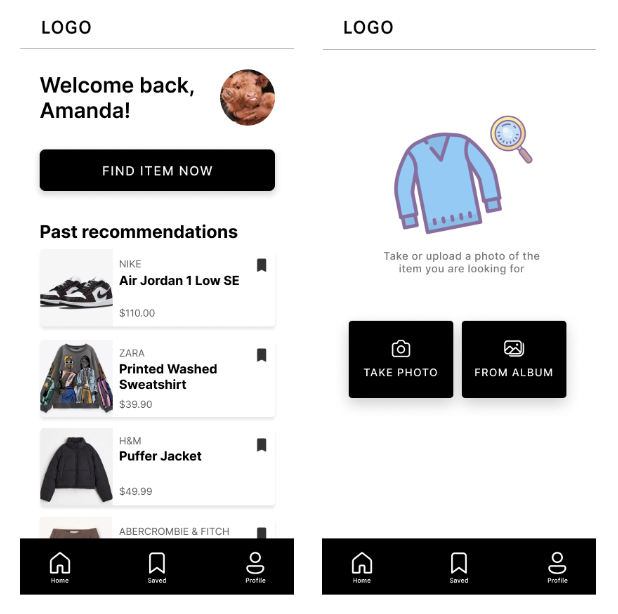 LOGO
Welcome back,
Amanda!
FIND ITEM NOW
Past recommendations
NIKE
Air Jordan 1 Low SE
$110.00
ZARA
Printed Washed
Sweatshirt
$39.90
H&M
Puffer Jacket
$49.99
ABERCROMBIE & FITCH
Home
Saved
Profile
LOGO
Take or upload a photo of the
item you are looking for
TAKE PHOTO
FROM ALBUM
Home
Saved
Profile